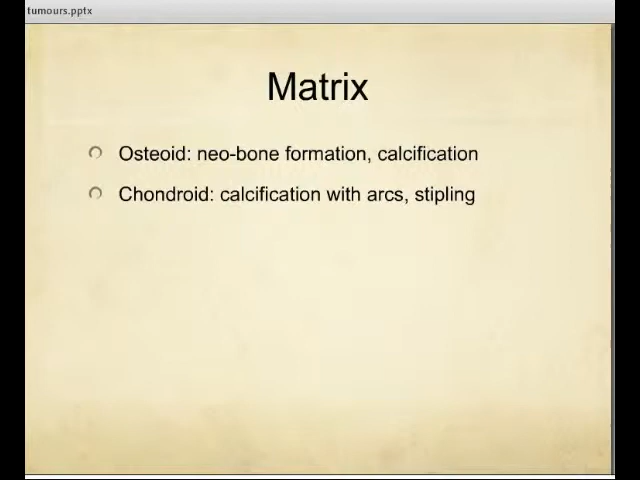 tumours.pptx
Matrix
Osteoid: neo-bone formation, calcification
Chondroid: calcification with arcs, stipling